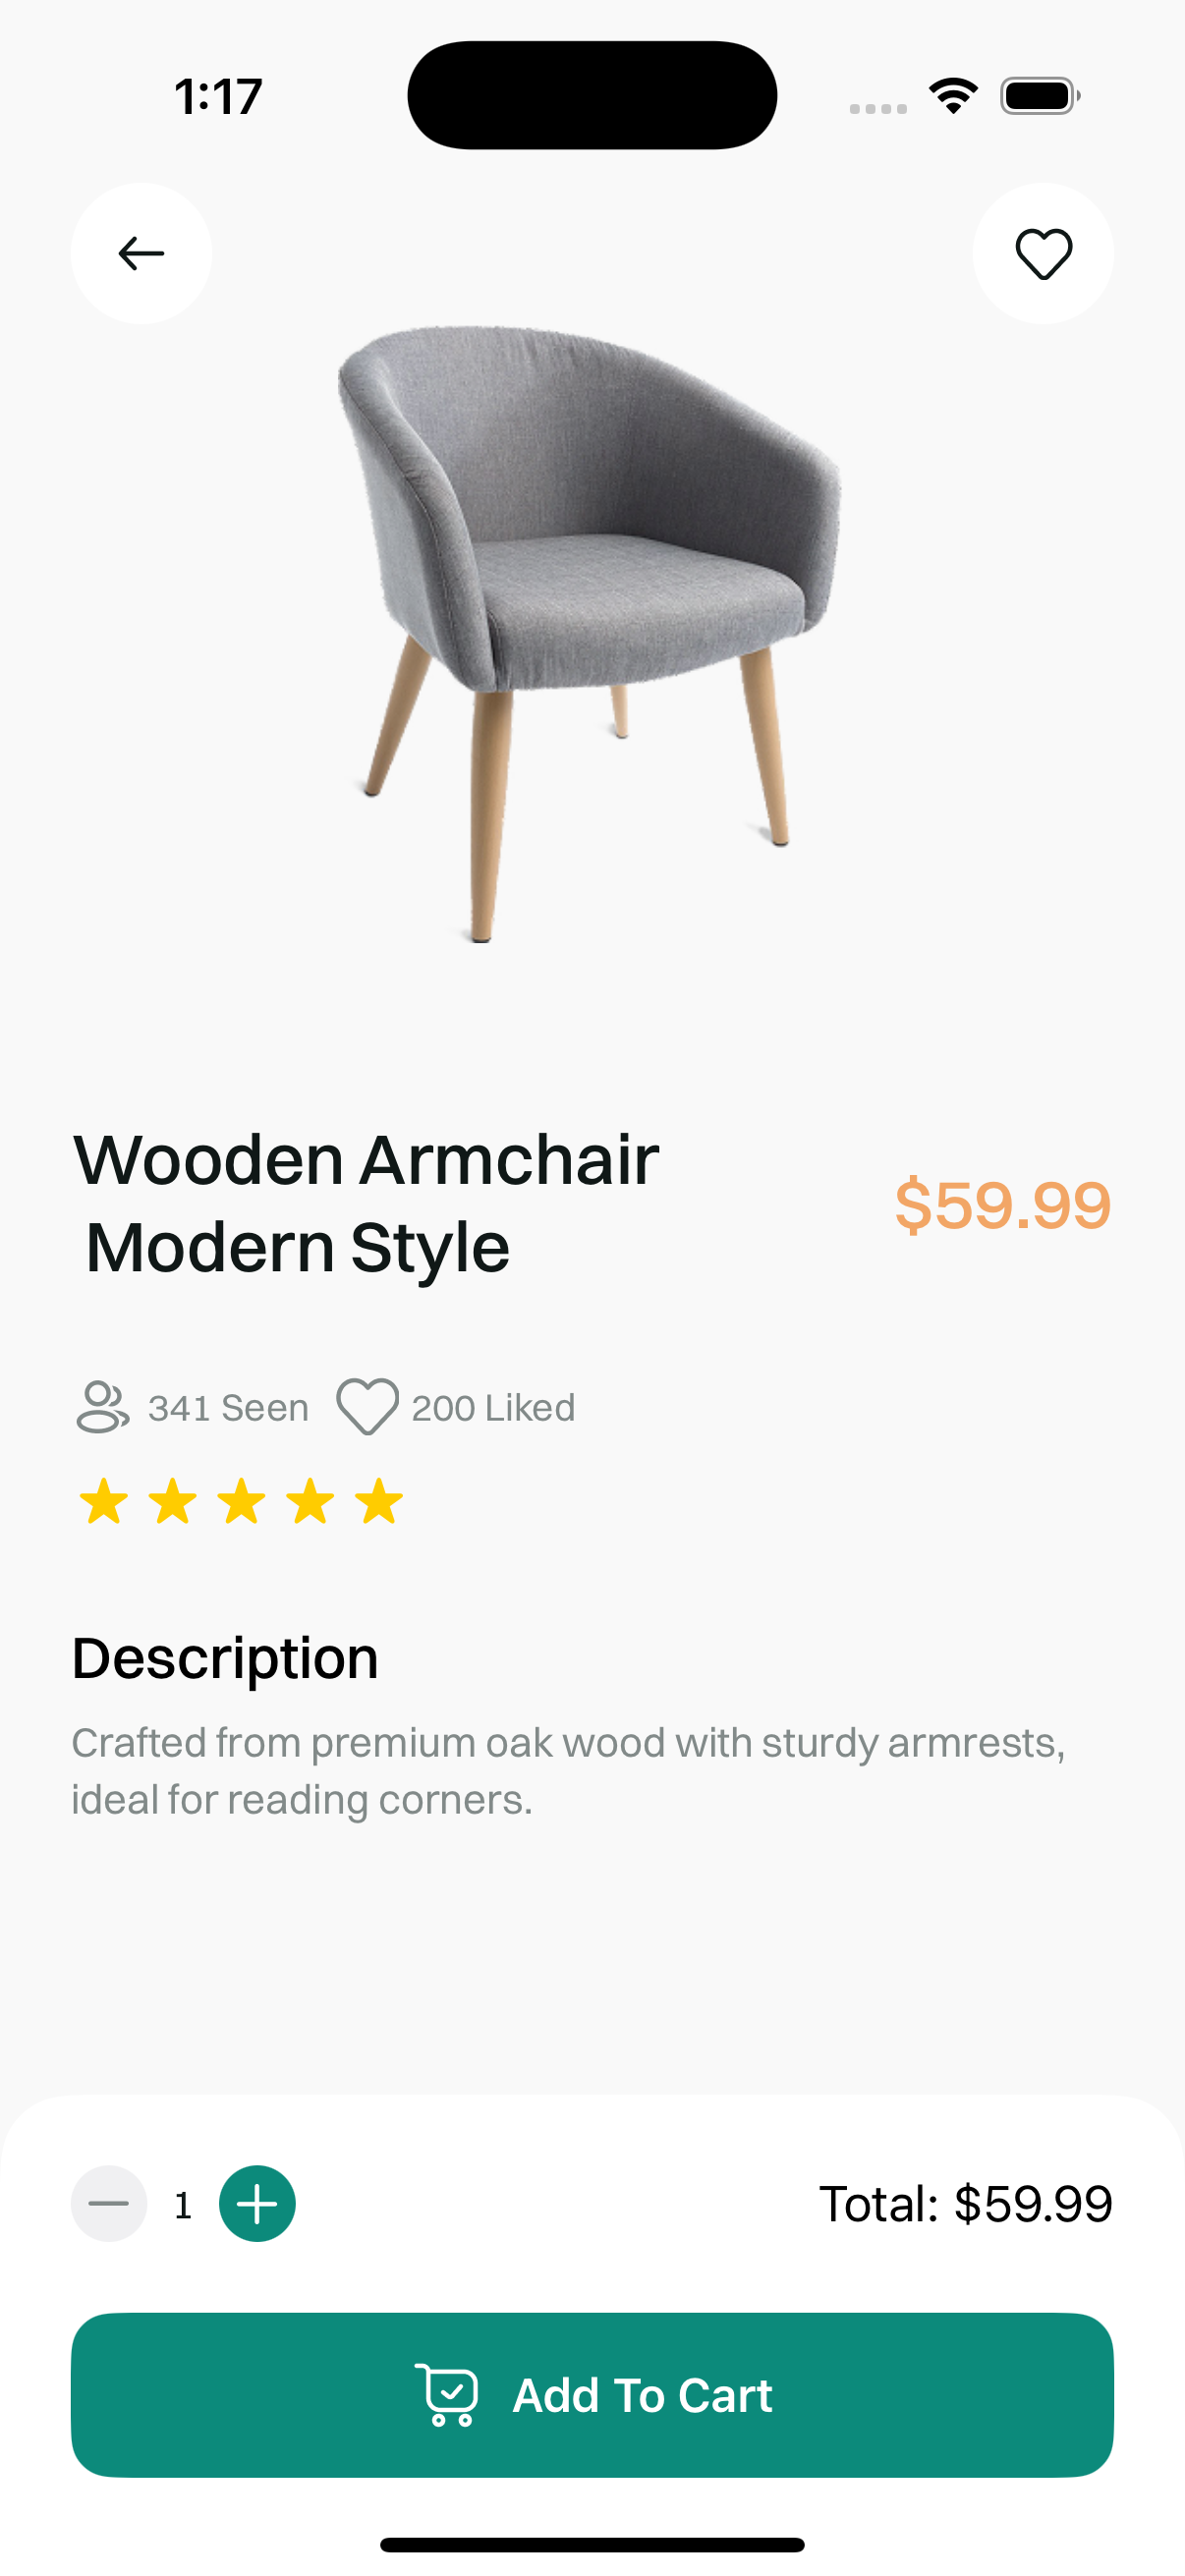 1:17
Wooden Armchair
Modern Style
$59.99
341 Seen 200 Liked
Description
Crafted from premium oak wood with sturdy armrests,
ideal for reading corners.
1
Total: $59.99
Add To Cart